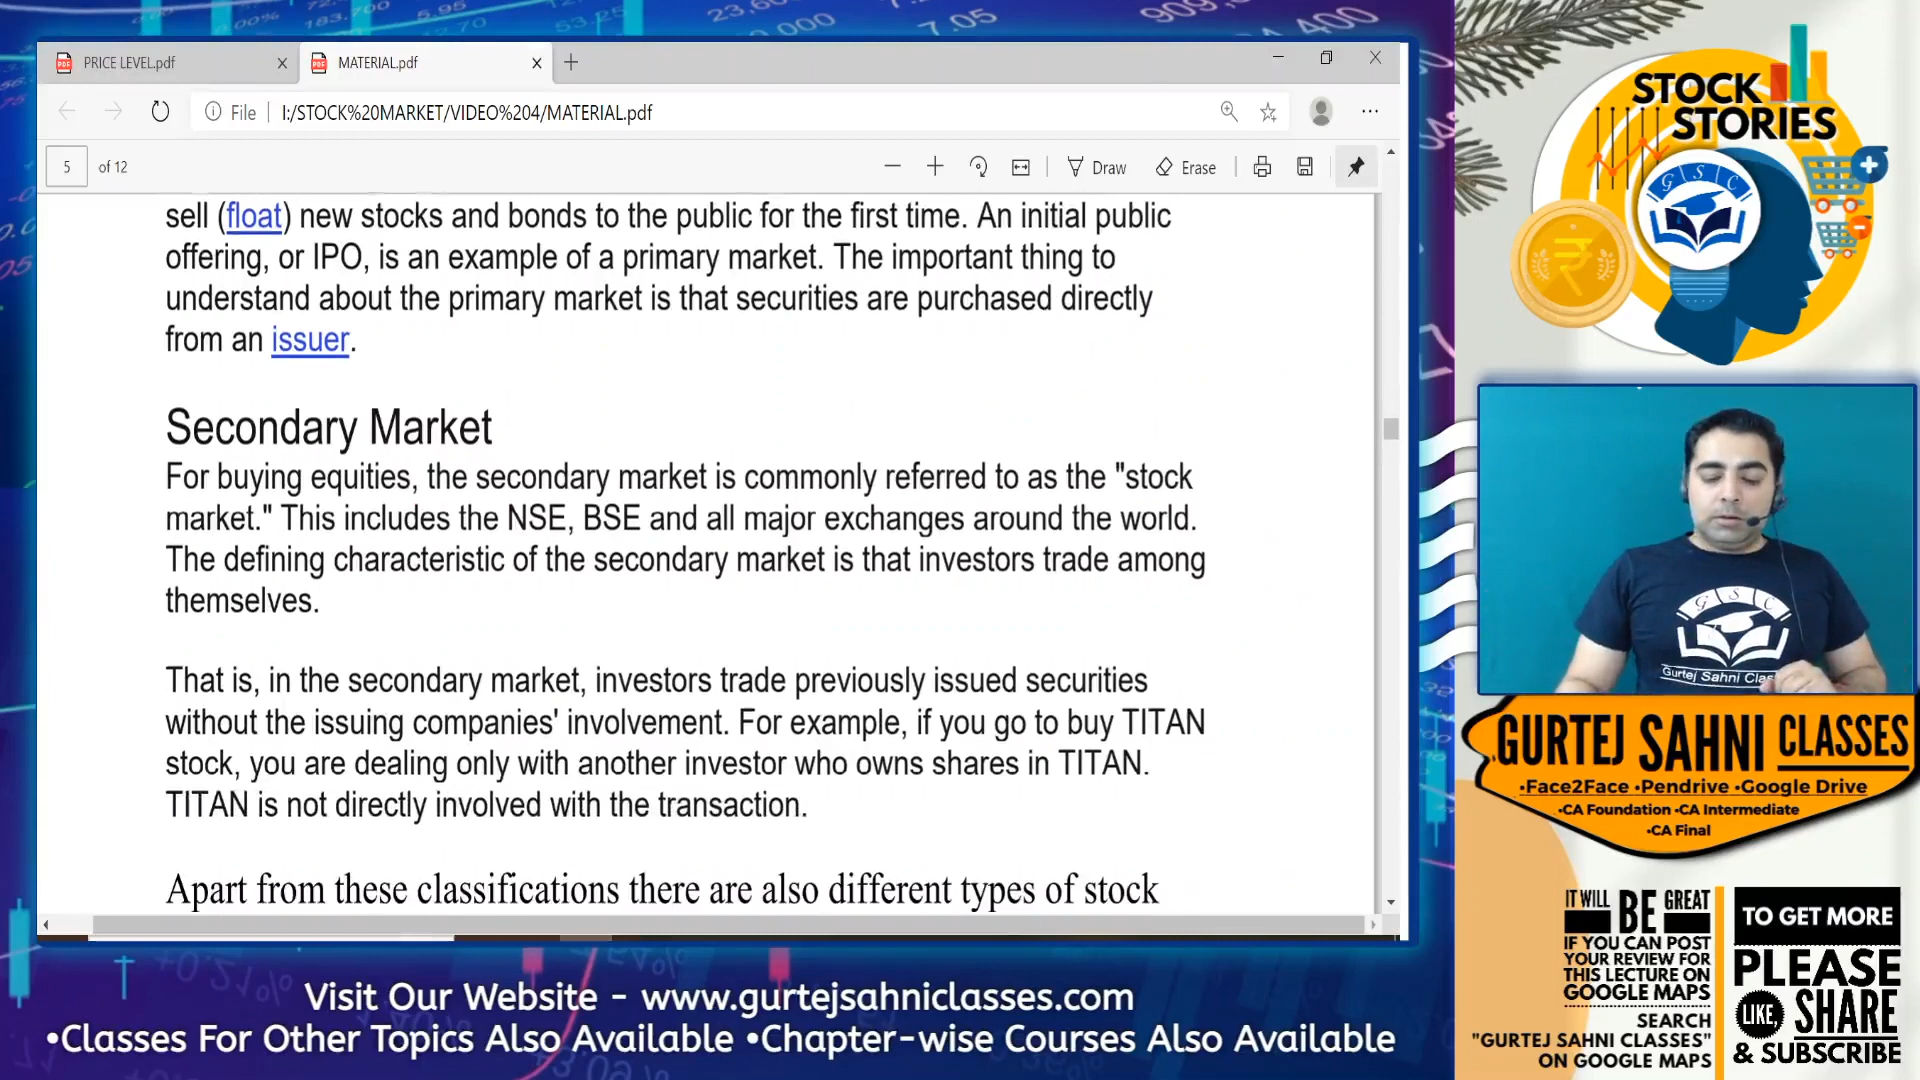 PRICE LEVEL.pdf
MATERIAL.pdf
File
I:/STOCK%20MARKET/VIDEO%204/MATERIAL.pdf
5 of 12
Draw
Erase
sell (float) new stocks and bonds to the public for the first time. An initial public
offering, or IPO, is an example of a primary market. The important thing to
understand about the primary market is that securities are purchased directly
from an issuer.
Secondary Market
For buying equities, the secondary market is commonly referred to as the "stock
market." This includes the NSE, BSE and all major exchanges around the world.
The defining characteristic of the secondary market is that investors trade among
themselves.
That is, in the secondary market, investors trade previously issued securities
without the issuing companies' involvement. For example, if you go to buy TITAN
stock, you are dealing only with another investor who owns shares in TITAN.
TITAN is not directly involved with the transaction.
Apart from these classifications there are also different types of stock
STOCK
STORIES
G S C
G S C
Gurtej Sahni Clas
GURTEJ SAHNI CLASSES
•Face2Face •Pendrive •Google Drive
•CA Foundation •CA Intermediate
•CA Final
IT WILL BE GREAT
IF YOU CAN POST
YOUR REVIEW FOR
THIS LECTURE ON
GOOGLE MAPS
SEARCH
"GURTEJ SAHNI CLASSES"
ON GOOGLE MAPS
TO GET MORE
PLEASE
LIKE, SHARE
& SUBSCRIBE
Visit Our Website - www.gurtejsahniclasses.com
•Classes For Other Topics Also Available •Chapter-wise Courses Also Available